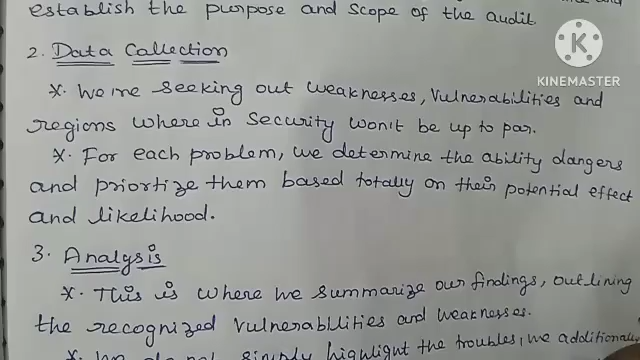 establish the purpose and scope of the audit.
2. Data Collection
KINEMASTER
*. We're seeking out weaknesses, vulnerabilities and
regions where in security won't be up to par.
*. For each problem, we determine the ability dangers
and priortize them based totally on their potential effect
and likelihood.
3. Analysis
*. This is where we summarize our findings, outlining
the recognized vulnerabilities and weaknesses.
simply highlight the troubles, we additionally